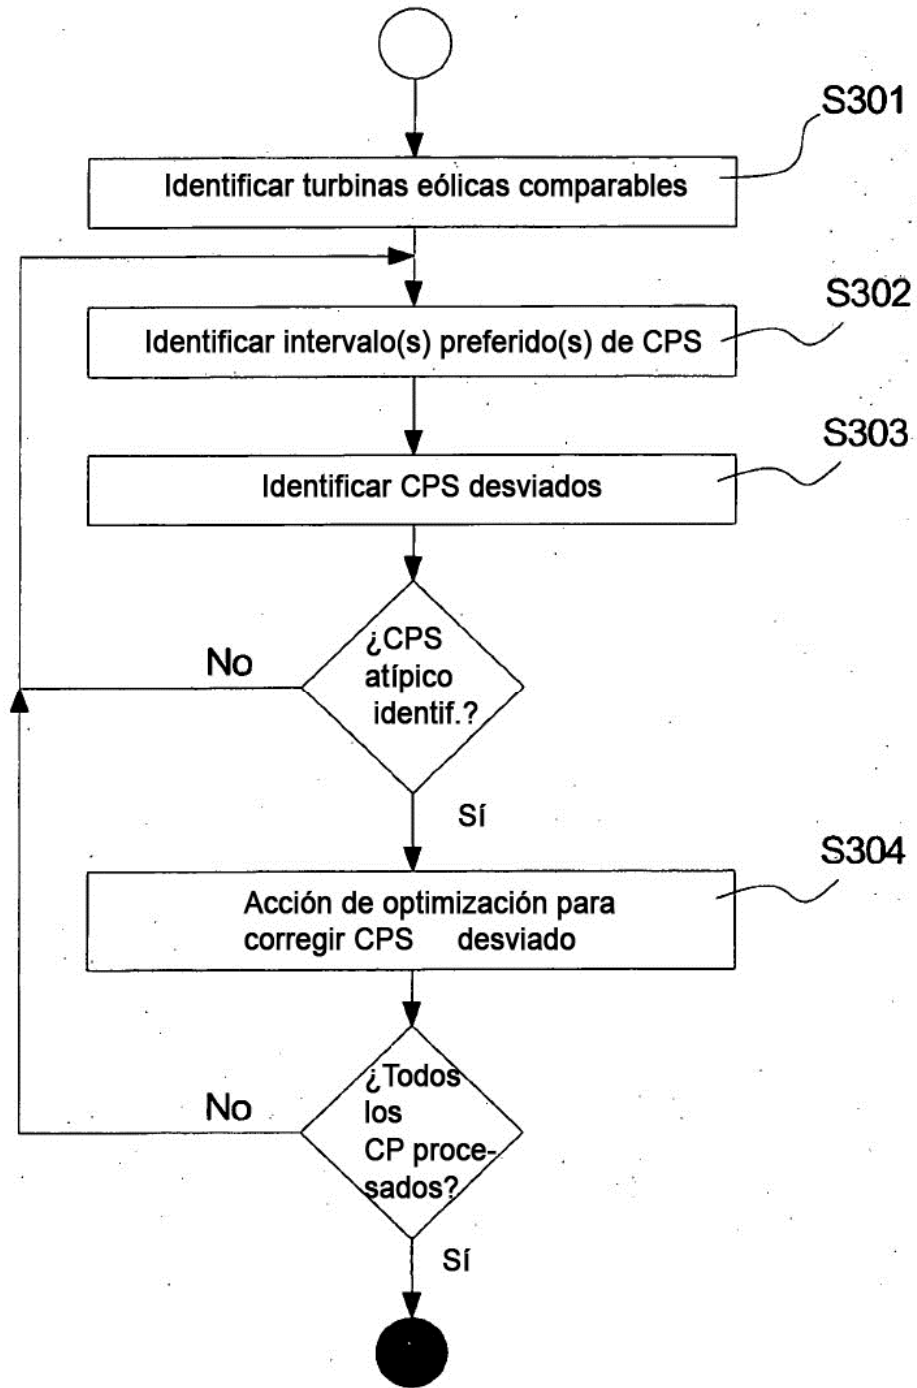 S301
Identificar turbinas eólicas comparables
S302
Identificar intervalo(s) preferido(s) de CPS
S303
Identificar CPS desviados
¿CPS
atípico
identif.?
No
Sí
S304
Acción de optimización para
corregir CPS desviado
¿Todos
los
CP proce-
sados?
No
Sí